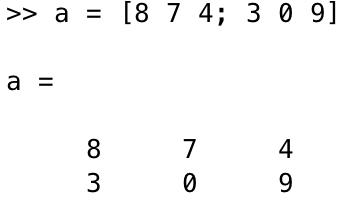 >> a = [8 7 4; 3 0 9]
a =
8 7 4
3 0 9